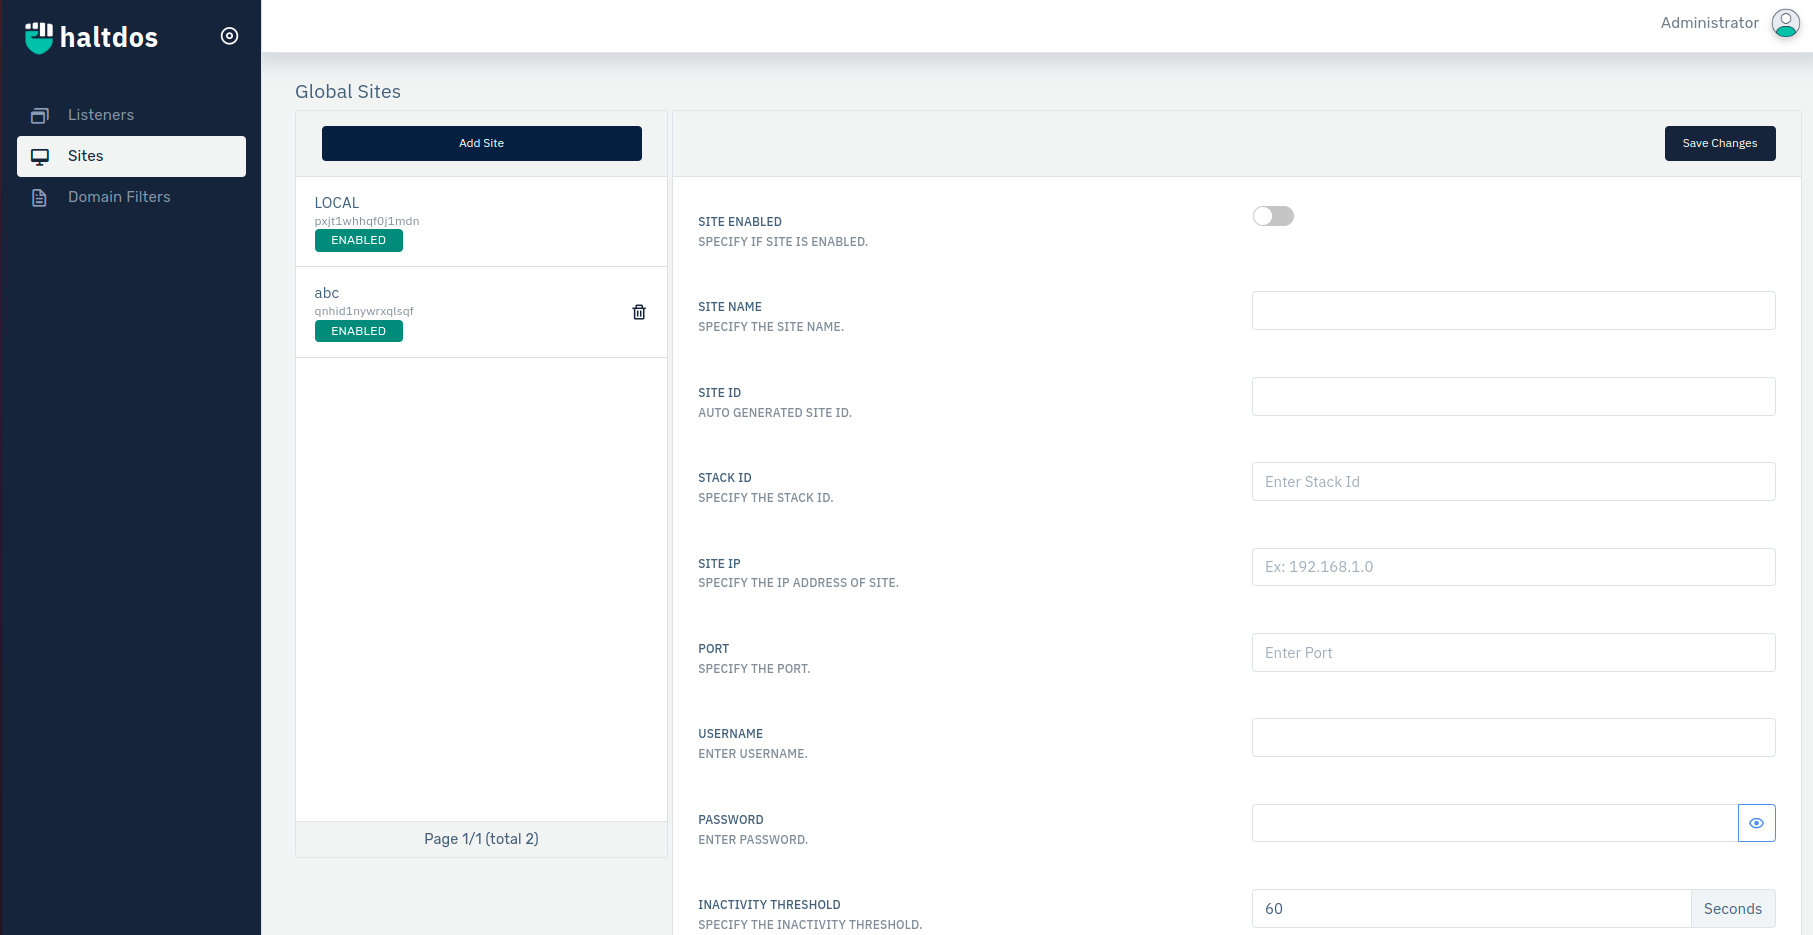 haltdos
Administrator
Listeners
Sites
Domain Filters
Global Sites
Add Site
Save Changes
LOCAL
pxjt1whhqf0j1mdn
ENABLED
abc
qnhid1nywrxqlsqf
ENABLED
Page 1/1 (total 2)
SITE ENABLED
SPECIFY IF SITE IS ENABLED.
SITE NAME
SPECIFY THE SITE NAME.
SITE ID
AUTO GENERATED SITE ID.
STACK ID
SPECIFY THE STACK ID.
Enter Stack Id
SITE IP
SPECIFY THE IP ADDRESS OF SITE.
Ex: 192.168.1.0
PORT
SPECIFY THE PORT.
Enter Port
USERNAME
ENTER USERNAME.
PASSWORD
ENTER PASSWORD.
INACTIVITY THRESHOLD
SPECIFY THE INACTIVITY THRESHOLD.
60 Seconds